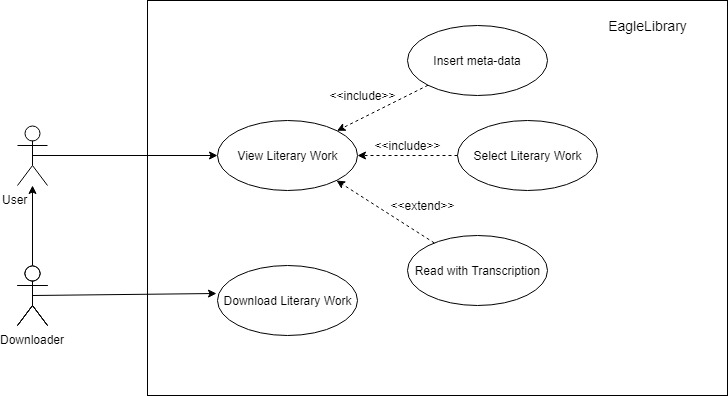 EagleLibrary
Insert meta-data
<<include>>
View Literary Work
<<include>>
Select Literary Work
User
<<extend>>
Read with Transcription
Download Literary Work
Downloader